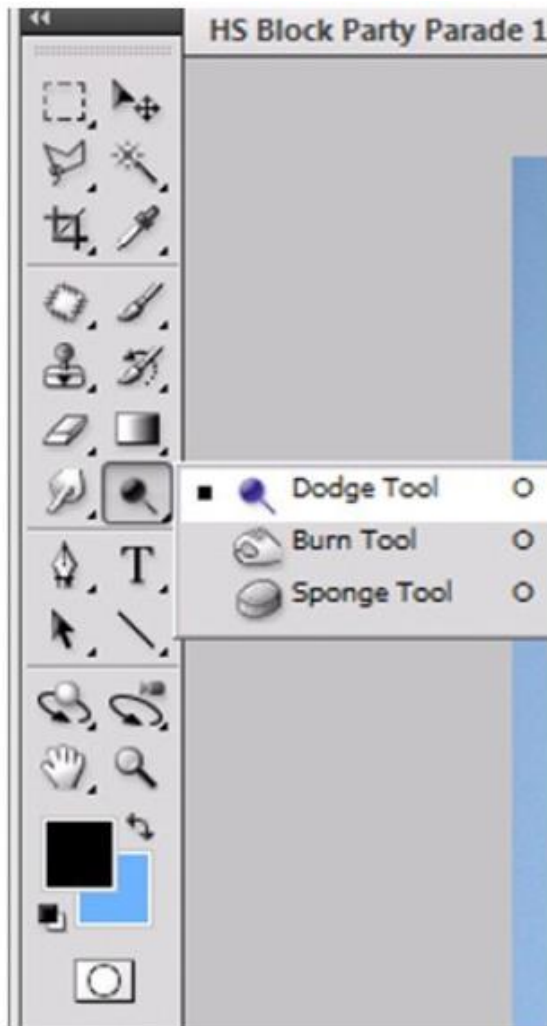 HS Block Party Parade 1
Dodge Tool O
Burn Tool O
Sponge Tool O
T